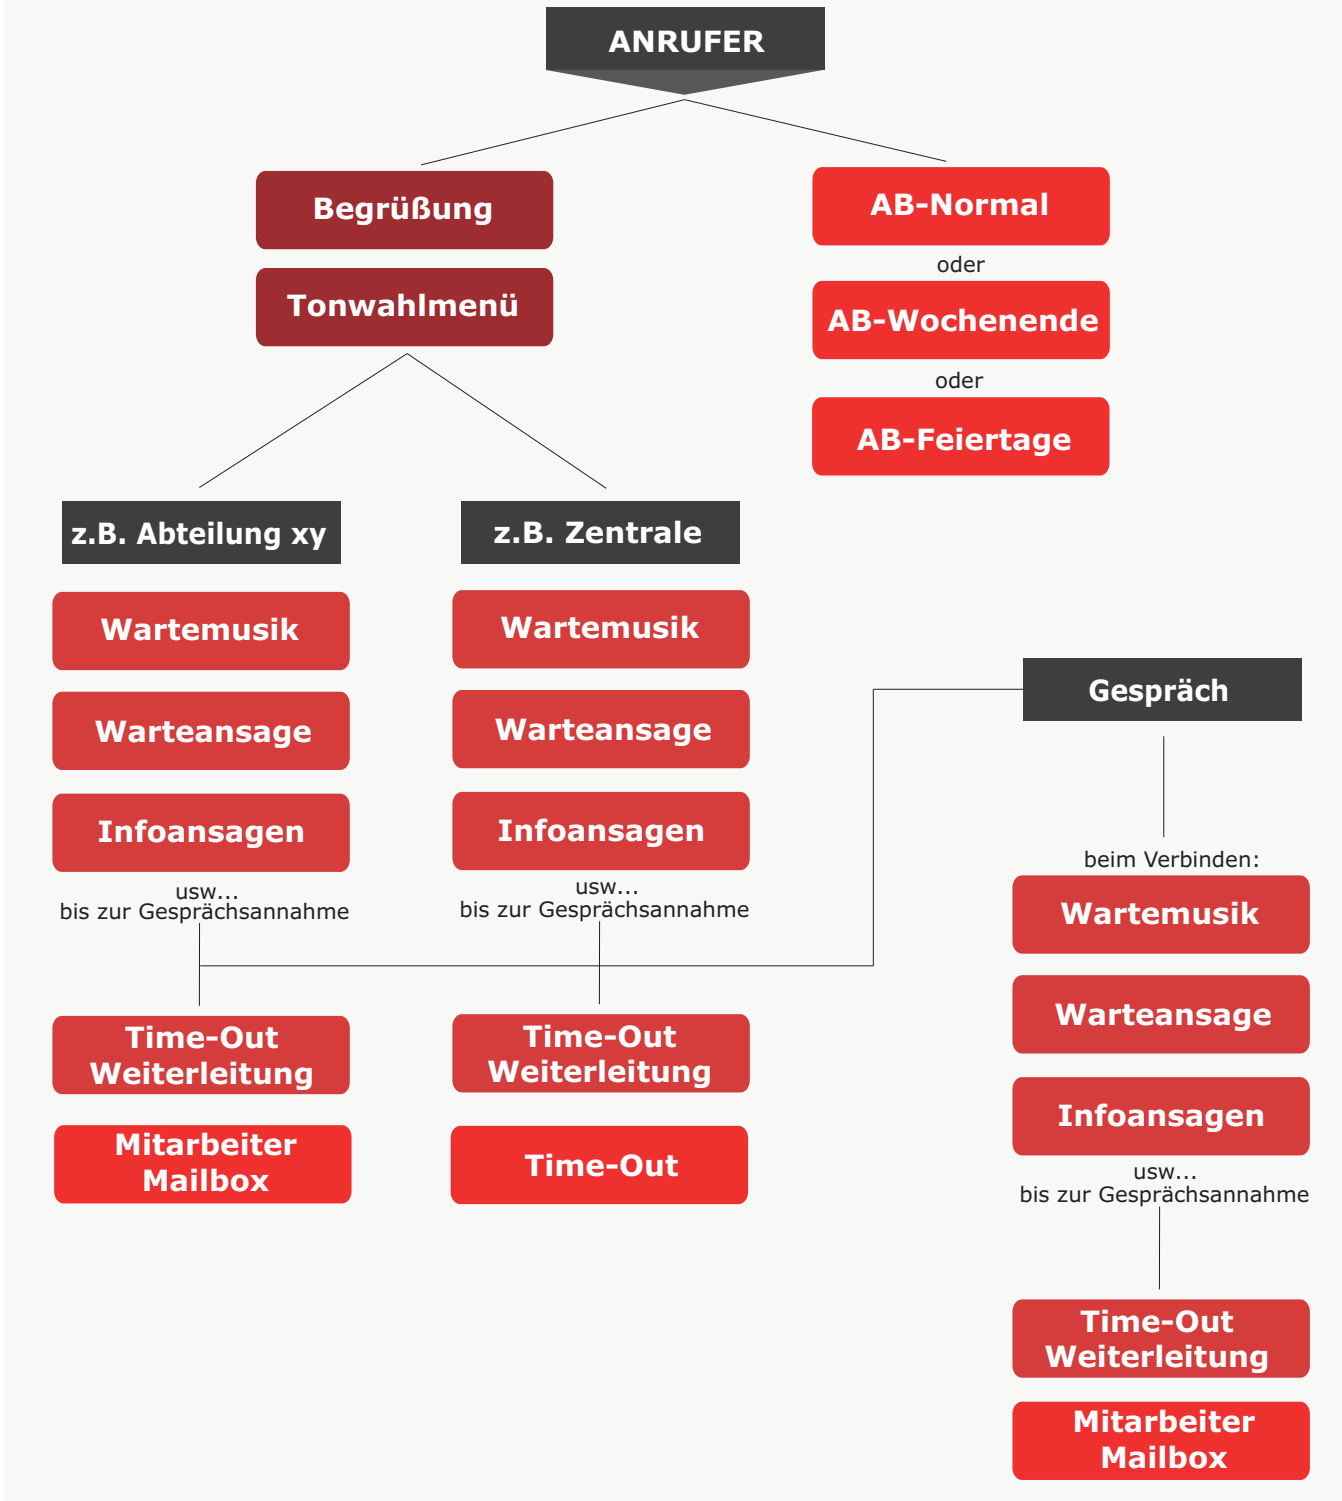 ANRUFER
Begrüßung
Tonwahlmenü
AB-Normal
oder
AB-Wochenende
oder
AB-Feiertage
z.B. Abteilung xy
Wartemusik
Warteansage
Infoansagen
usw...
bis zur Gesprächsannahme
Time-Out
Weiterleitung
Mitarbeiter
Mailbox
z.B. Zentrale
Wartemusik
Warteansage
Infoansagen
usw...
bis zur Gesprächsannahme
Time-Out
Weiterleitung
Time-Out
Gespräch
beim Verbinden:
Wartemusik
Warteansage
Infoansagen
usw...
bis zur Gesprächsannahme
Time-Out
Weiterleitung
Mitarbeiter
Mailbox